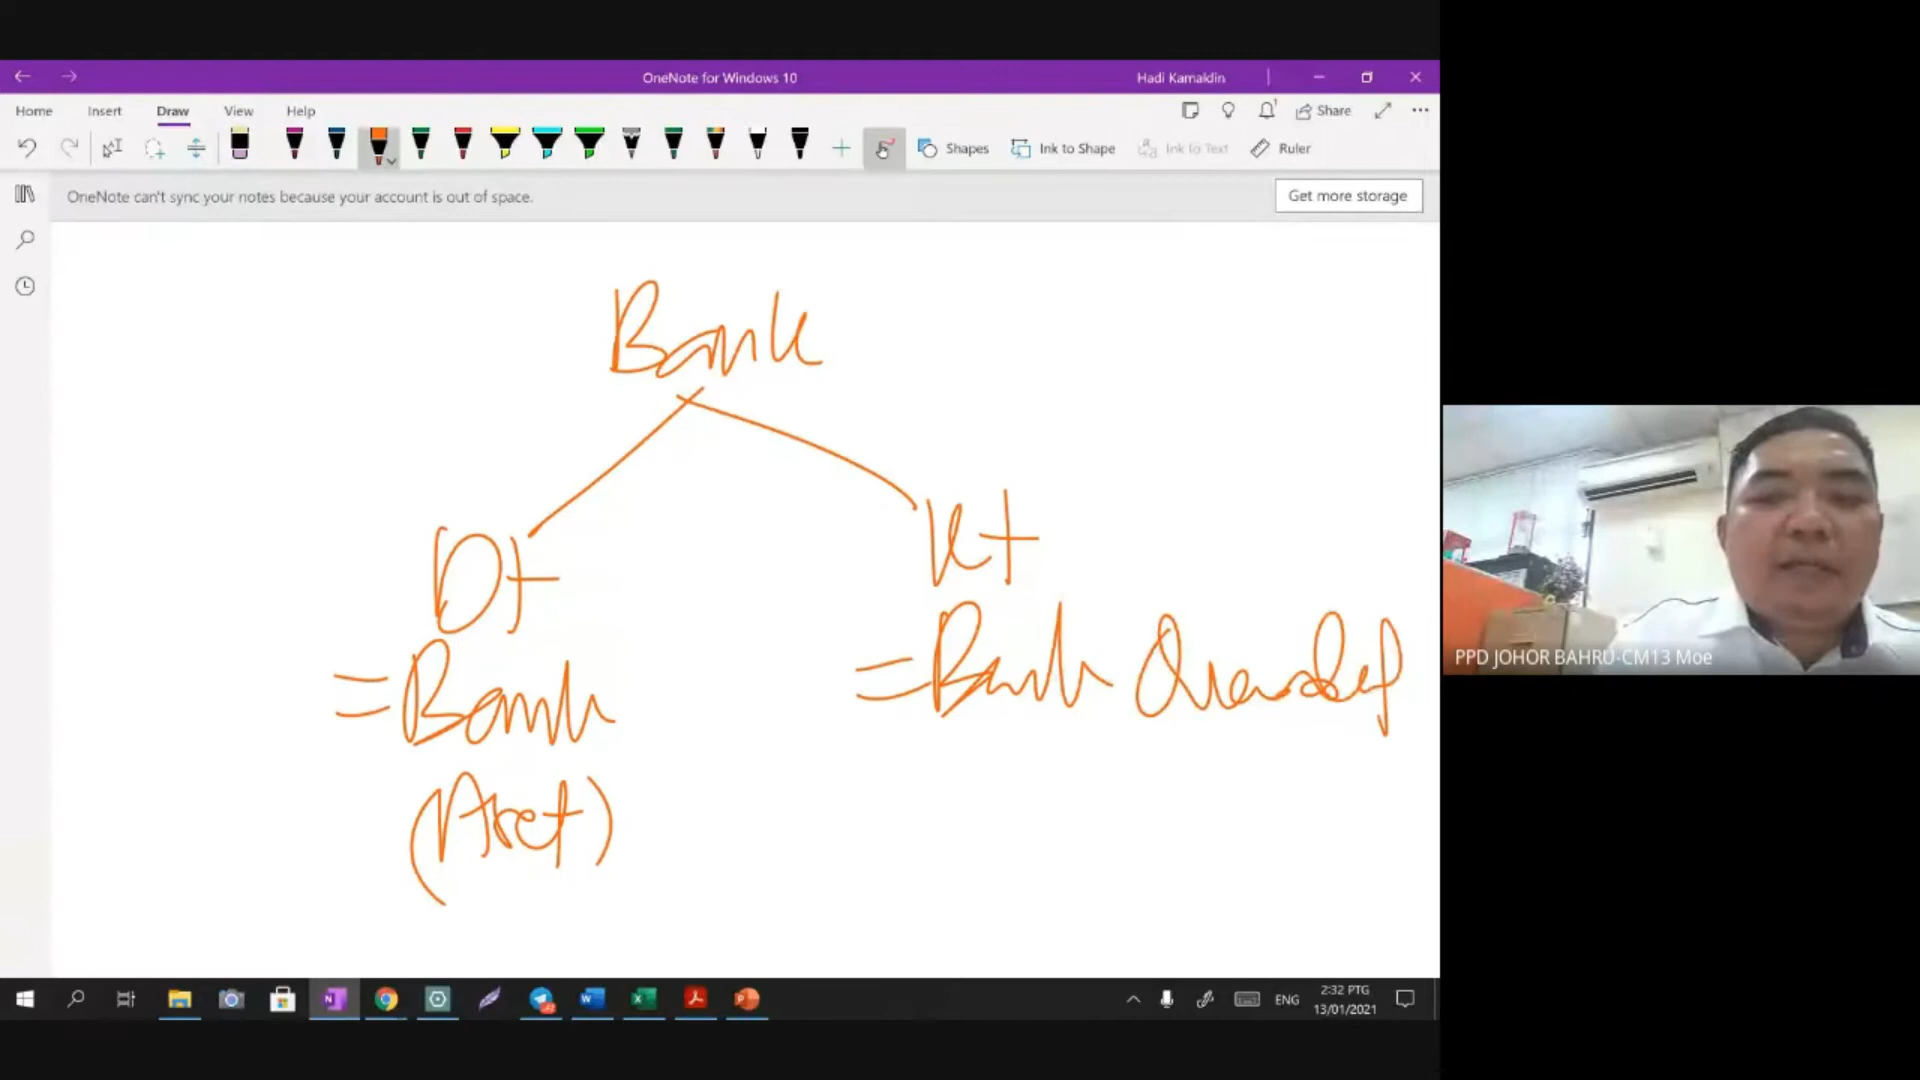 OneNote for Windows 10
Hadi Kamaldin
Home Insert Draw View Help
Share
Shapes
Ink to Shape
Ink to Text
Ruler
OneNote can't sync your notes because your account is out of space.
Get more storage
Bank
Dt
Kt
= Bank
= Bank Overdraf
(Aset)
PPD JOHOR BAHRU-CM13 Moe
ENG
2:32 PTG
13/01/2021